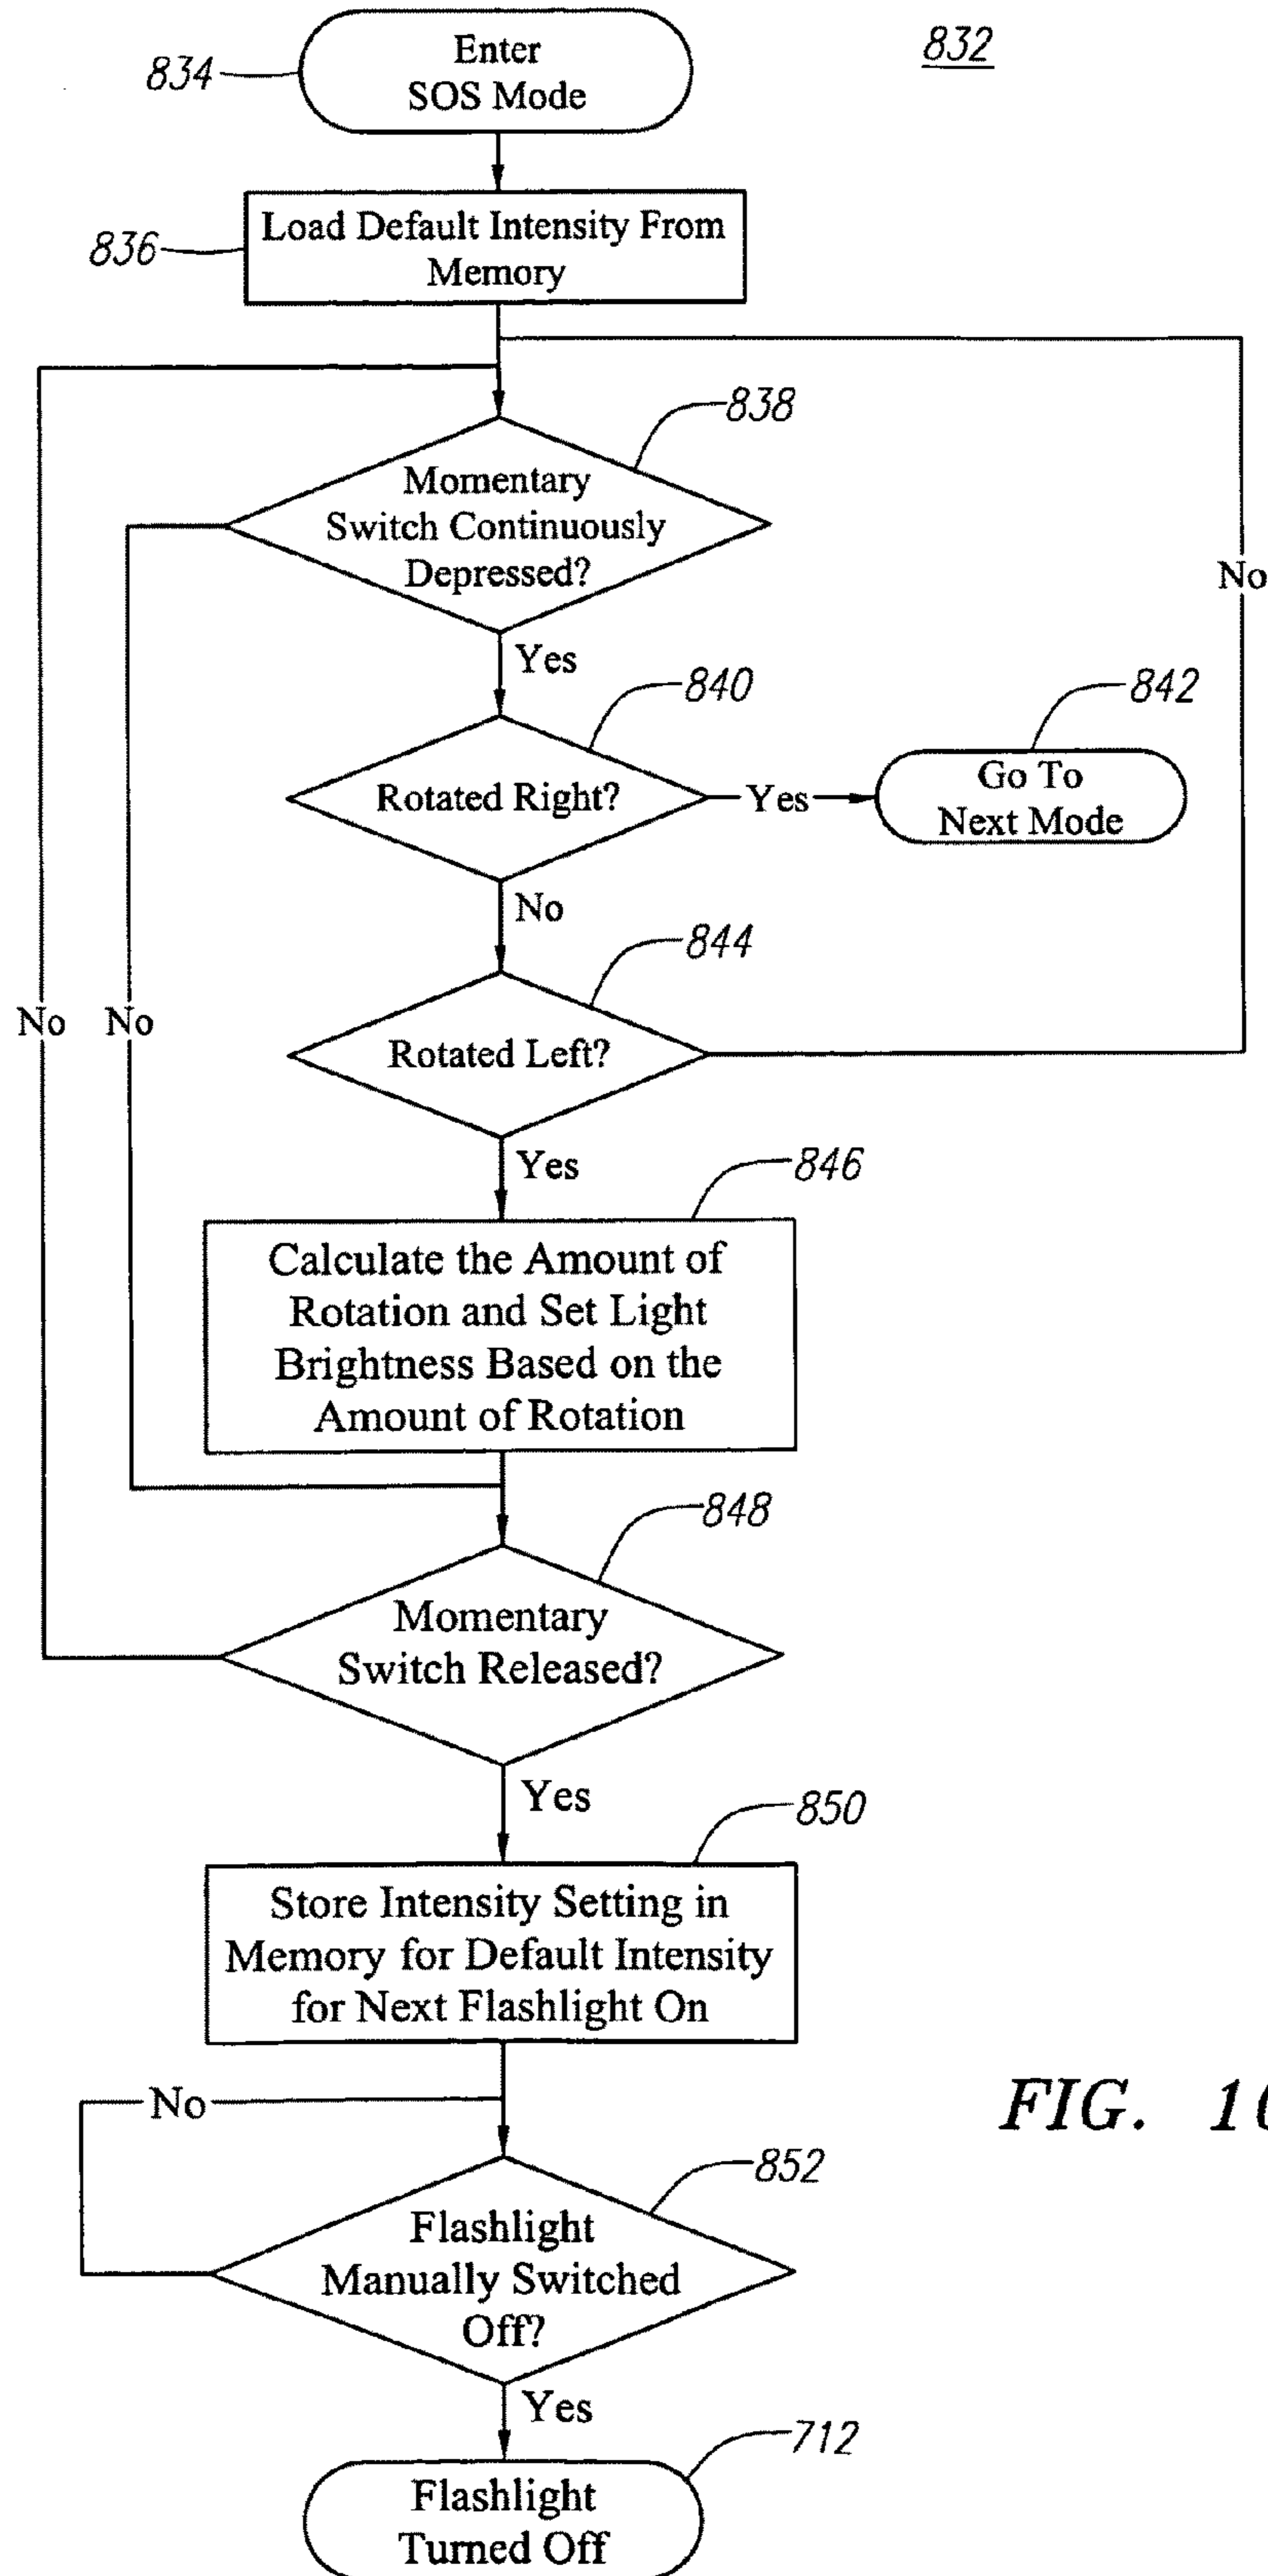 832
834
Enter
SOS Mode
836
Load Default Intensity From
Memory
838
Momentary
Switch Continuously
Depressed?
No
Yes
840
842
Rotated Right?
Yes
Go To
Next Mode
No
844
No
No
Rotated Left?
Yes
846
Calculate the Amount of
Rotation and Set Light
Brightness Based on the
Amount of Rotation
848
Momentary
Switch Released?
Yes
850
Store Intensity Setting in
Memory for Default Intensity
for Next Flashlight On
No
FIG.
852
Flashlight
Manually Switched
Off?
Yes
712
Flashlight
Turned Off